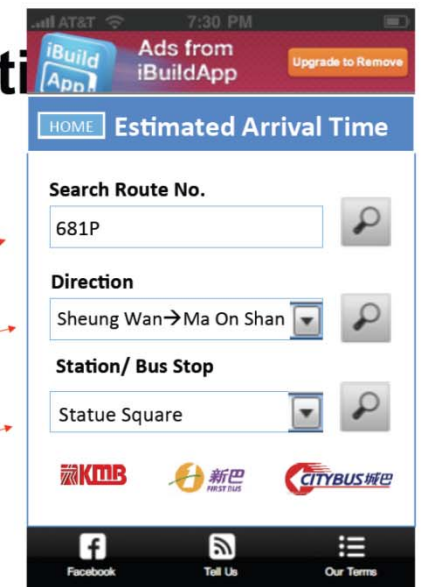 AT&T 7:30 PM
iBuild App
Ads from
iBuildApp
Upgrade to Remove
ti
HOME Estimated Arrival Time
Search Route No.
681P
Direction
Sheung Wan→Ma On Shan
Station/ Bus Stop
Statue Square
KMB 新巴 FIRST BUS CITYBUS城巴
Facebook Tell Us Our Terms